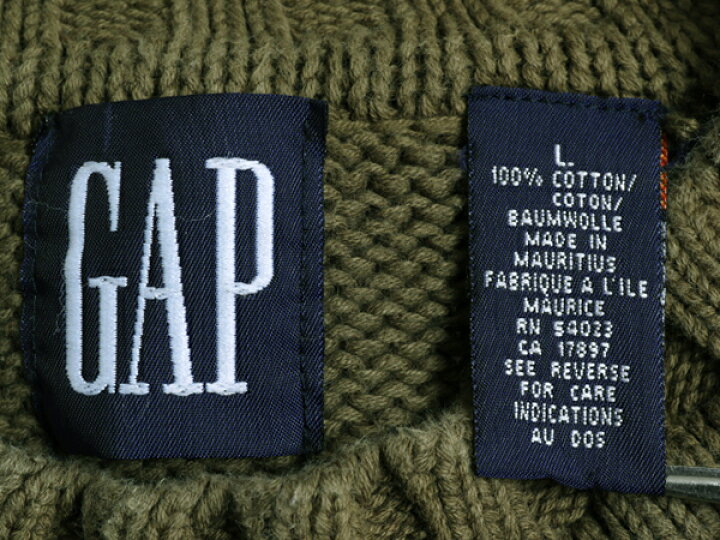 GAP
L.
100% COTTON/
COTON/
BAUMWOLLE
MADE IN
MAURITIUS
FABRIQUE A L'ILE
MAURICE
RN 54023
CA 17897
SEE REVERSE
FOR CARE
INDICATIONS
AU DOS